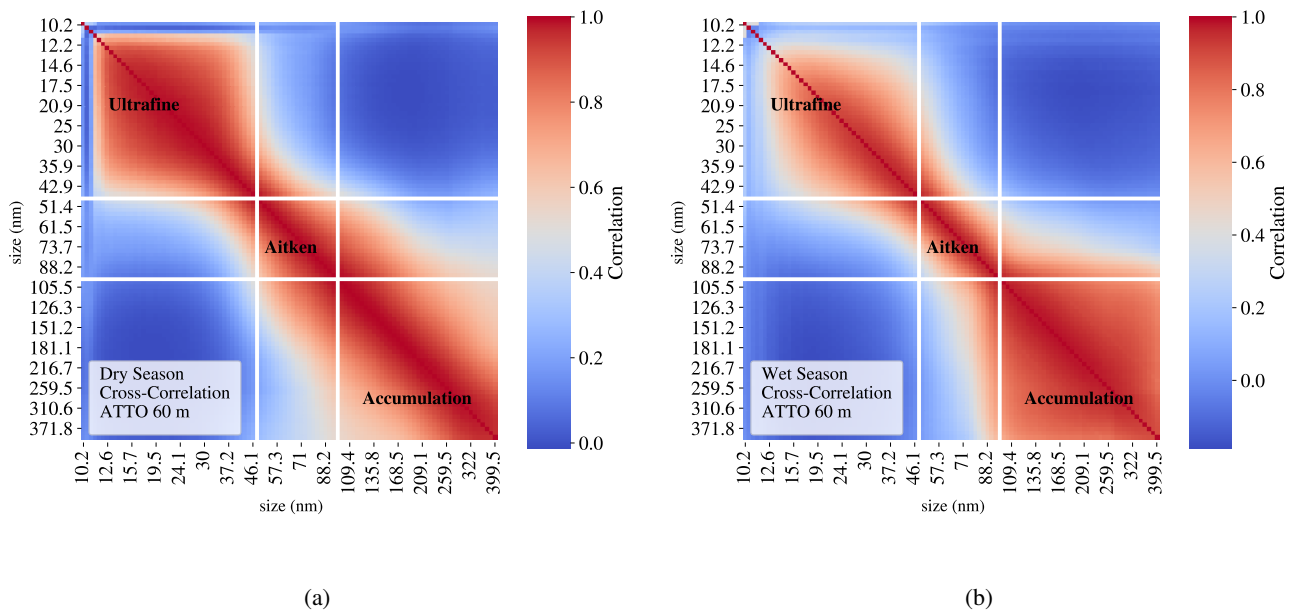 10.2
12.2
14.6
17.5
20.9
25
30
35.9
42.9
51.4
61.5
73.7
88.2
105.5
126.3
151.2
181.1
216.7
259.5
310.6
371.8
size (nm)
Ultrafine
Aitken
Accumulation
Dry Season
Cross-Correlation
ATTO 60 m
10.2 12.6 15.7 19.5 24.1 30 37.2 46.1 57.3 71 88.2 109.4 135.8 168.5 209.1 259.5 322 399.5
size (nm)
1.0
0.8
0.6
0.4
0.2
0.0
Correlation
(a)
10.2
12.2
14.6
17.5
20.9
25
30
35.9
42.9
51.4
61.5
73.7
88.2
105.5
126.3
151.2
181.1
216.7
259.5
310.6
371.8
size (nm)
Ultrafine
Aitken
Accumulation
Wet Season
Cross-Correlation
ATTO 60 m
10.2 12.6 15.7 19.5 24.1 30 37.2 46.1 57.3 71 88.2 109.4 135.8 168.5 209.1 259.5 322 399.5
size (nm)
1.0
0.8
0.6
0.4
0.2
0.0
Correlation
(b)